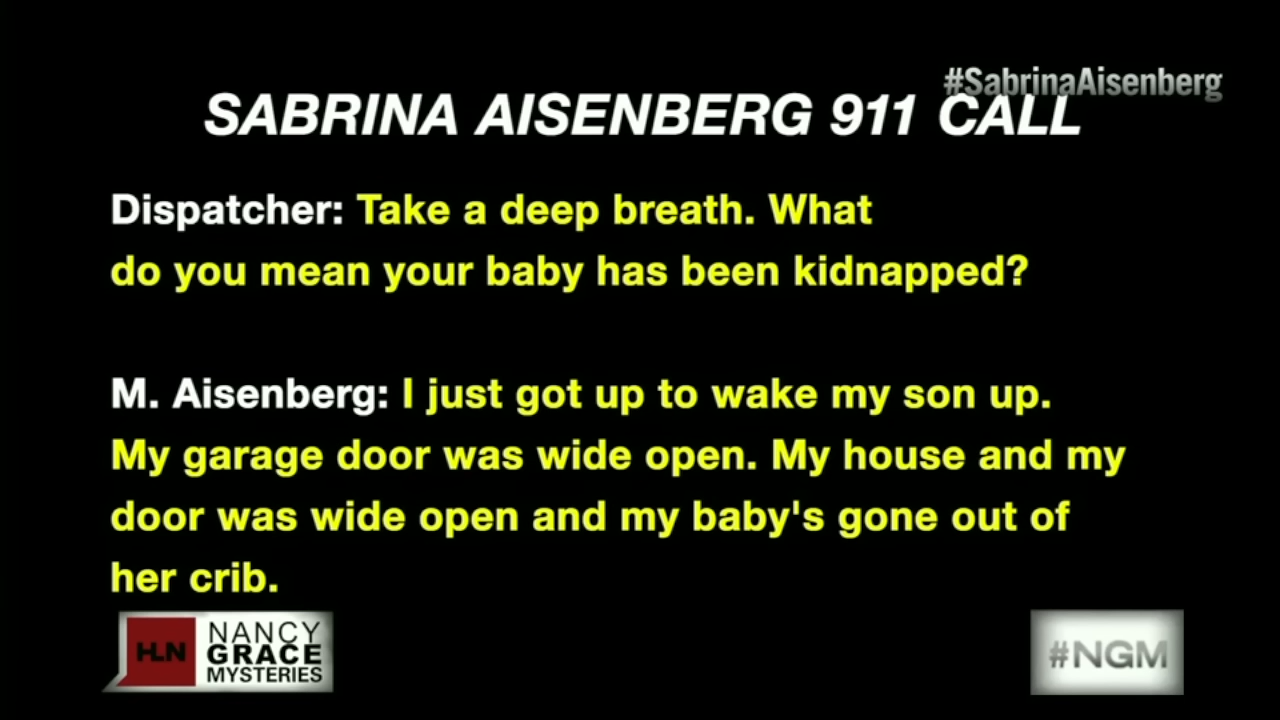 #SabrinaAisenberg
SABRINA AISENBERG 911 CALL
Dispatcher: Take a deep breath. What
do you mean your baby has been kidnapped?
M. Aisenberg: I just got up to wake my son up.
My garage door was wide open. My house and my
door was wide open and my baby's gone out of
her crib.
HLN
NANCY
GRACE
MYSTERIES
#NGM